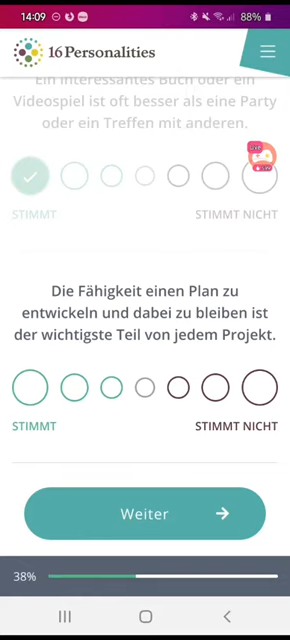 14:09
88%
16Personalities
Ein interessantes Buch oder ein
Videospiel ist oft besser als eine Party
oder ein Treffen mit anderen.
STIMMT
STIMMT NICHT
Die Fähigkeit einen Plan zu
entwickeln und dabei zu bleiben ist
der wichtigste Teil von jedem Projekt.
STIMMT
STIMMT NICHT
Weiter
38%